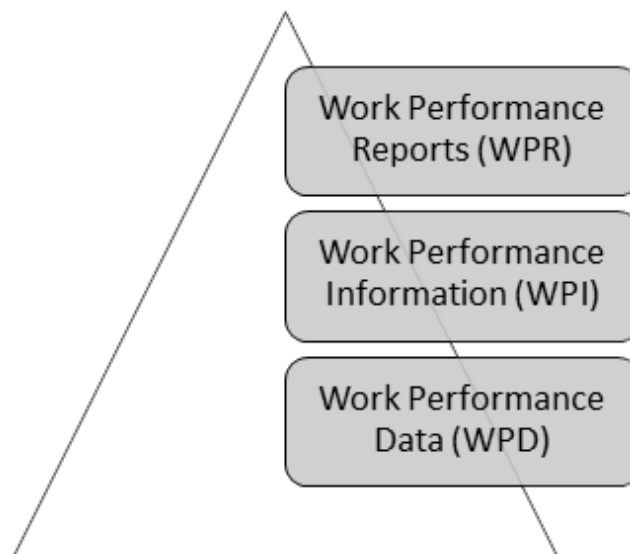 Work Performance
Reports (WPR)
Work Performance
Information (WPI)
Work Performance
Data (WPD)